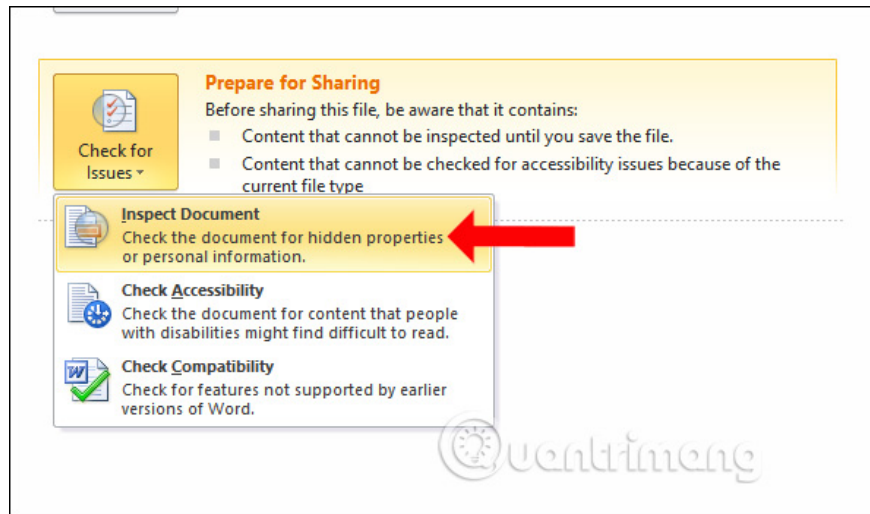 Prepare for Sharing
Before sharing this file, be aware that it contains:
Content that cannot be inspected until you save the file.
Content that cannot be checked for accessibility issues because of the
current file type
Check for
Issues
Inspect Document
Check the document for hidden properties
or personal information.
Check Accessibility
Check the document for content that people
with disabilities might find difficult to read.
Check Compatibility
Check for features not supported by earlier
versions of Word.
Quantrimang